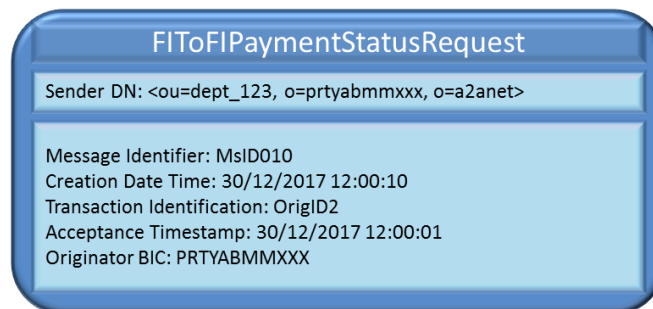 FIToFIPaymentStatusRequest
Sender DN: <ou=dept_123, o=prtyabmmxxx, o=a2anet>
Message Identifier: MsID010
Creation Date Time: 30/12/2017 12:00:10
Transaction Identification: OrigID2
Acceptance Timestamp: 30/12/2017 12:00:01
Originator BIC: PRTYABMMXXX